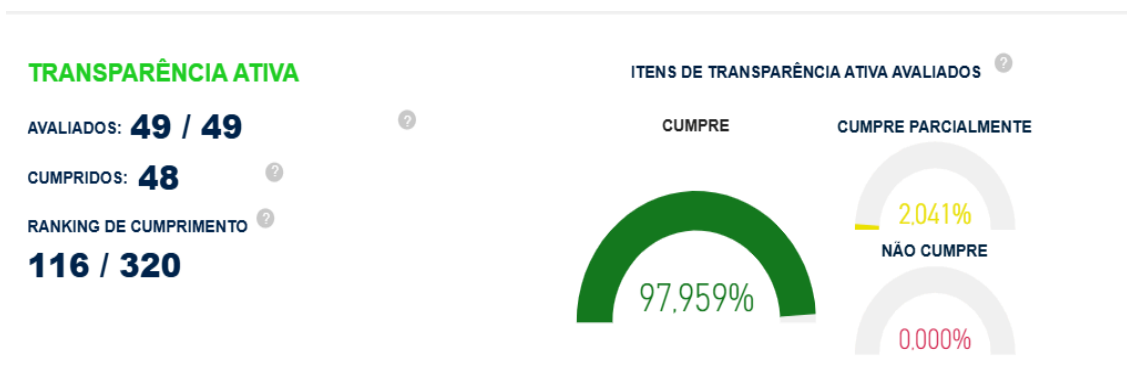 TRANSPARÊNCIA ATIVA
AVALIADOS: 49 / 49 ?
CUMPRIDOS: 48 ?
RANKING DE CUMPRIMENTO ?
116 / 320
ITENS DE TRANSPARÊNCIA ATIVA AVALIADOS ?
CUMPRE
97,959%
CUMPRE PARCIALMENTE
2,041%
NÃO CUMPRE
0,000%